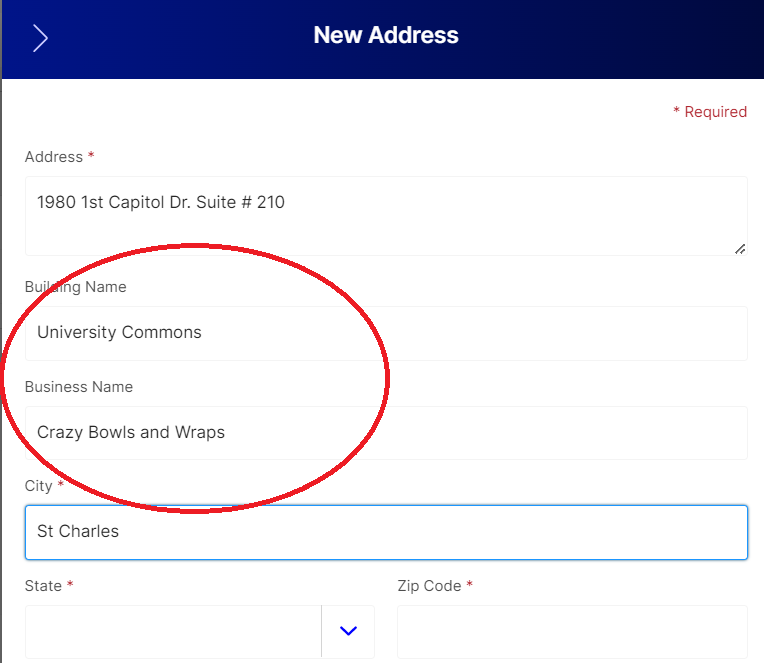 New Address
* Required
Address *
1980 1st Capitol Dr. Suite # 210
Building Name
University Commons
Business Name
Crazy Bowls and Wraps
City *
St Charles
State *
Zip Code *